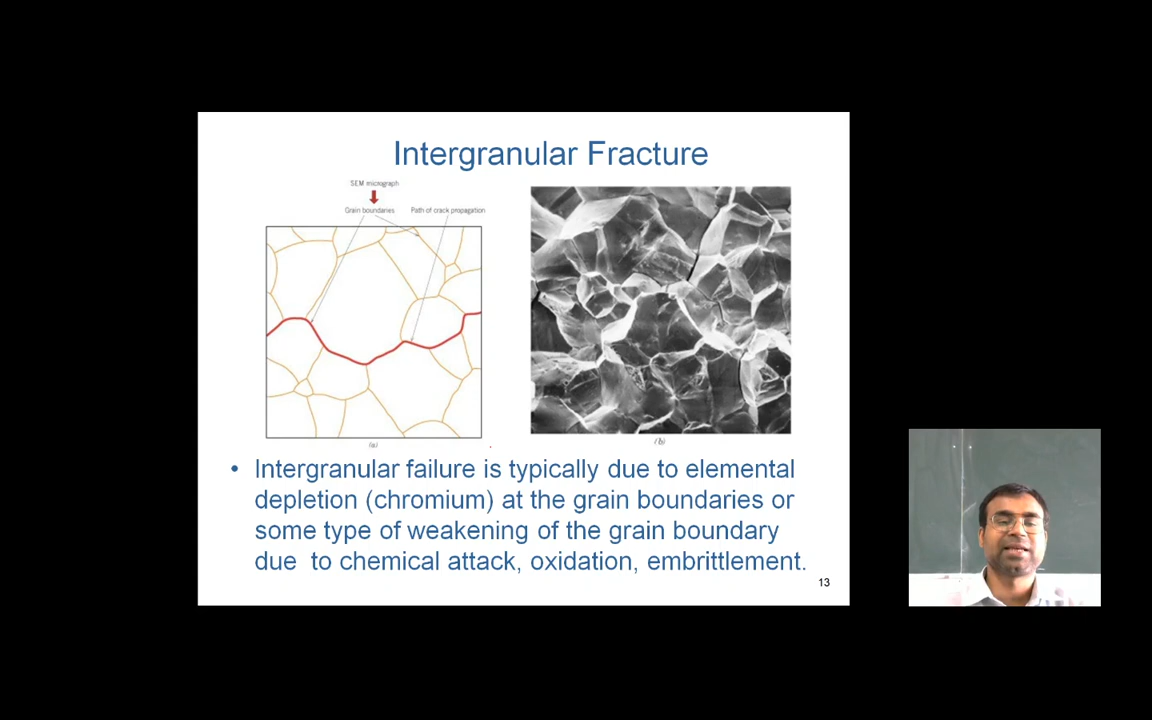 Intergranular Fracture
SEM micrograph
Grain boundaries
Path of crack propagation
(a)
(b)
• Intergranular failure is typically due to elemental
depletion (chromium) at the grain boundaries or
some type of weakening of the grain boundary
due to chemical attack, oxidation, embrittlement.
13